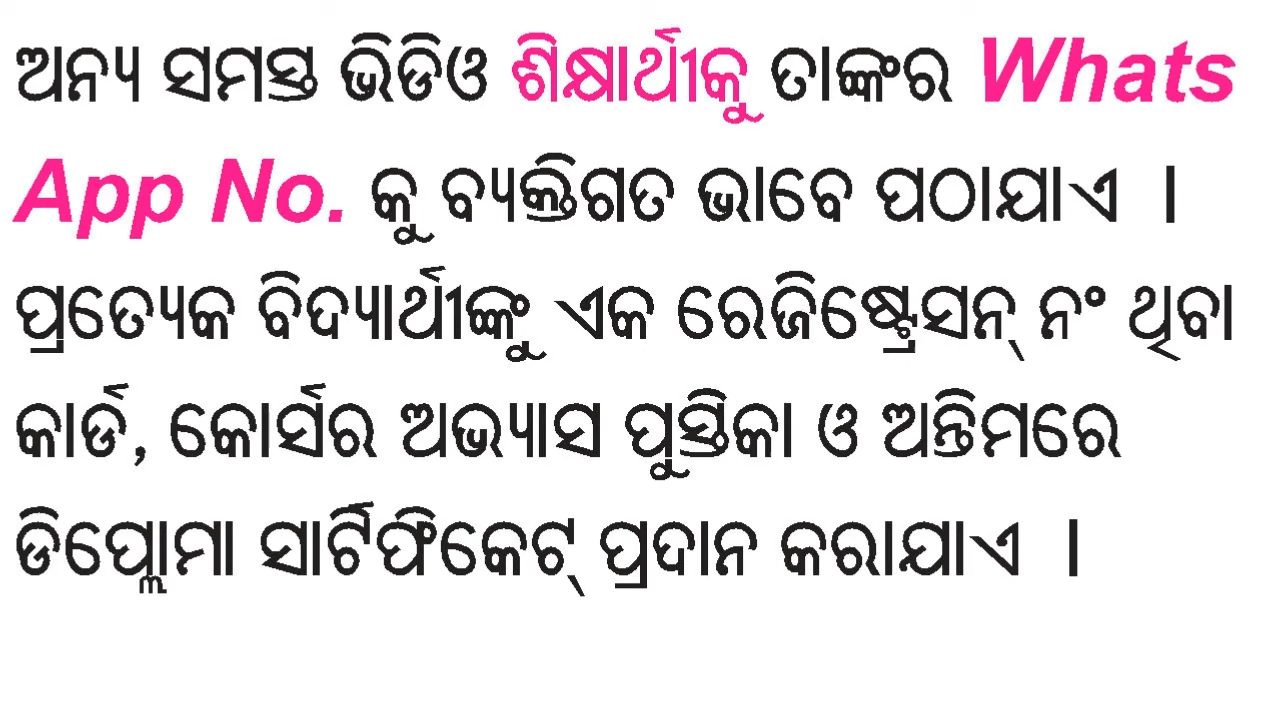 ଅନ୍ୟ ସମସ୍ତ ଭିଡିଓ ଶିକ୍ଷାର୍ଥୀକୁ ତାଙ୍କର Whats
App No. କୁ ବ୍ୟକ୍ତିଗତ ଭାବେ ପଠାଯାଏ ।
ପ୍ରତ୍ୟେକ ବିଦ୍ୟାର୍ଥୀଙ୍କୁ ଏକ ରେଜିଷ୍ଟ୍ରେସନ୍ ନଂ ଥିବା
କାର୍ଡ, କୋର୍ସର ଅଭ୍ୟାସ ପୁସ୍ତିକା ଓ ଅନ୍ତିମରେ
ଡିପ୍ଲୋମା ସାର୍ଟିଫିକେଟ୍ ପ୍ରଦାନ କରାଯାଏ ।